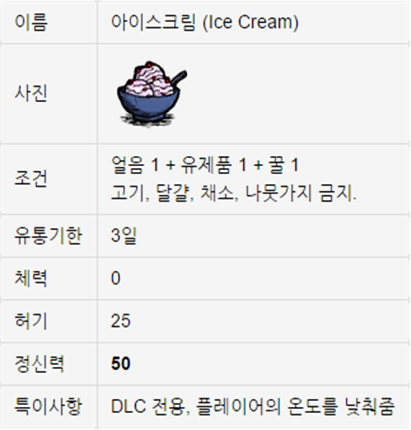 이름 아이스크림 (Ice Cream)
사진
조건 얼음 1 + 유제품 1 + 꿀 1
고기, 달걀, 채소, 나뭇가지 금지.
유통기한 3일
체력 0
허기 25
정신력 50
특이사항 DLC 전용, 플레이어의 온도를 낮춰줌